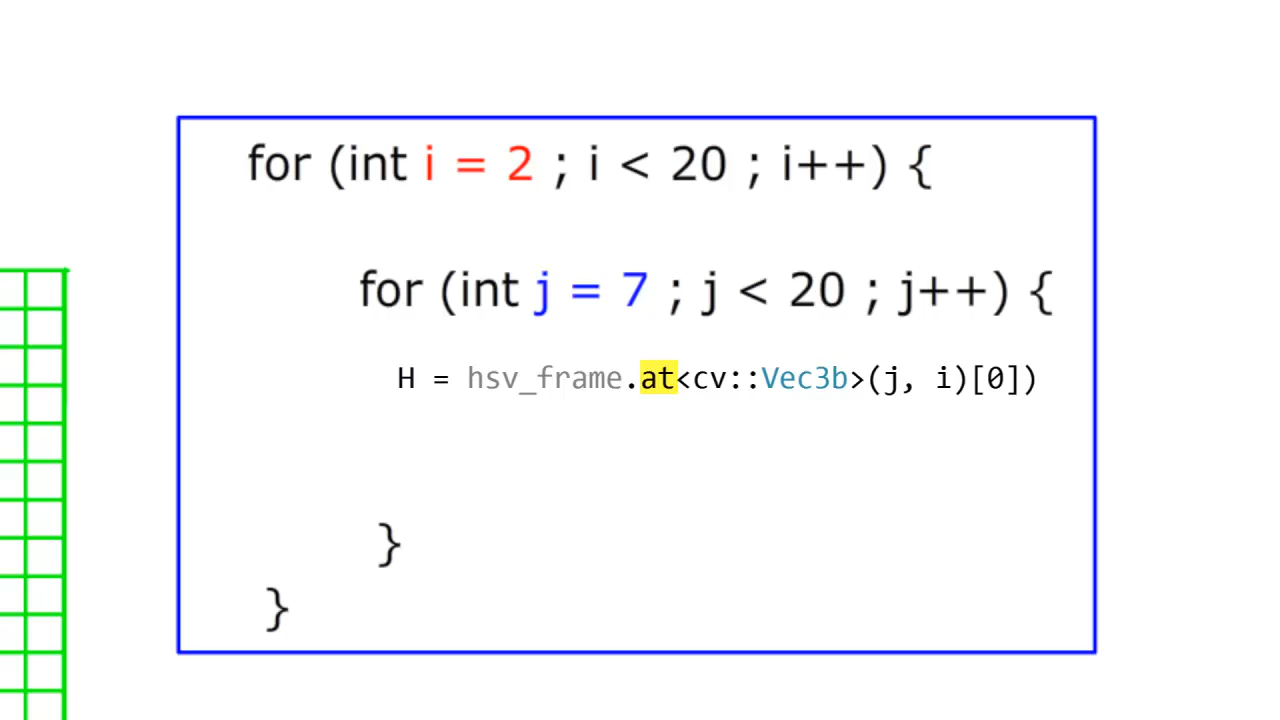 for (int i = 2 ; i < 20 ; i++) {
for (int j = 7 ; j < 20 ; j++) {
H = hsv_frame.at<cv::Vec3b>(j, i)[0])
}
}